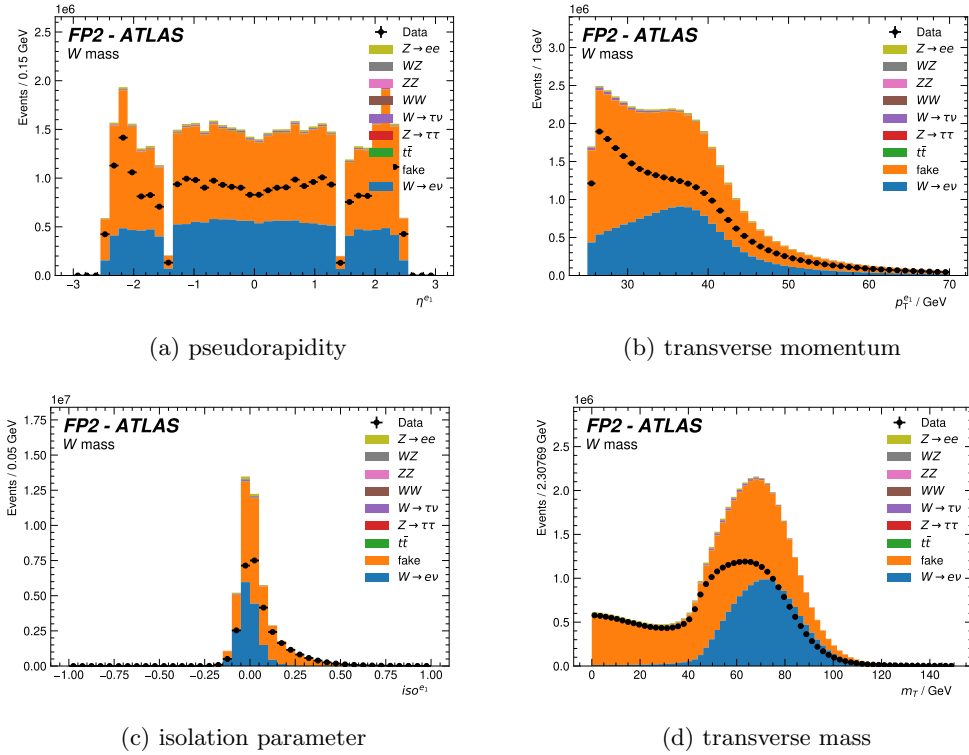 1e6
FP2 - ATLAS
W mass
Data
Z → ee
WZ
ZZ
WW
W → τν
Z → ττ
tt̄
fake
W → eν
Events / 0.15 GeV
2.5
2.0
1.5
1.0
0.5
0.0
−3 −2 −1 0 1 2 3
η^{e_1}
(a) pseudorapidity
1e6
FP2 - ATLAS
W mass
Data
Z → ee
WZ
ZZ
WW
W → τν
Z → ττ
tt̄
fake
W → eν
Events / 1 GeV
3.0
2.5
2.0
1.5
1.0
0.5
0.0
30 40 50 60 70
p_T^{e_1} / GeV
(b) transverse momentum
1e7
FP2 - ATLAS
W mass
Data
Z → ee
WZ
ZZ
WW
W → τν
Z → ττ
tt̄
fake
W → eν
Events / 0.05 GeV
1.75
1.50
1.25
1.00
0.75
0.50
0.25
0.00
−1.00 −0.75 −0.50 −0.25 0.00 0.25 0.50 0.75 1.00
iso^{e_1}
(c) isolation parameter
1e6
FP2 - ATLAS
W mass
Data
Z → ee
WZ
ZZ
WW
W → τν
Z → ττ
tt̄
fake
W → eν
Events / 2.30769 GeV
2.5
2.0
1.5
1.0
0.5
0.0
0 20 40 60 80 100 120 140
m_T / GeV
(d) transverse mass